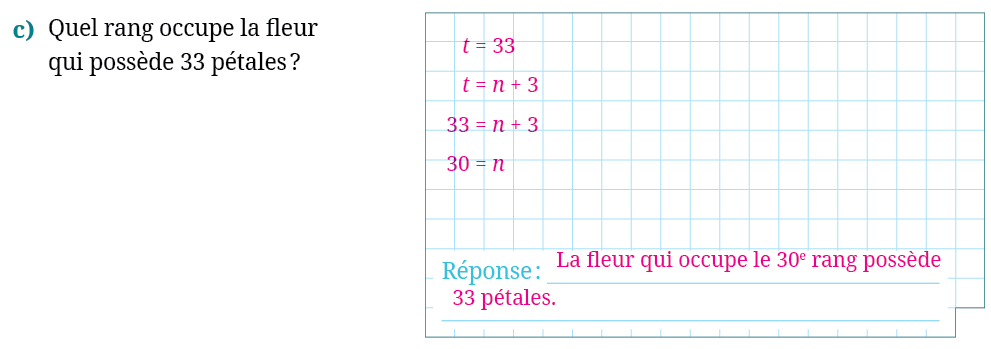 c) Quel rang occupe la fleur
qui possède 33 pétales ?
t = 33
t = n + 3
33 = n + 3
30 = n
Réponse : La fleur qui occupe le 30e rang possède
33 pétales.